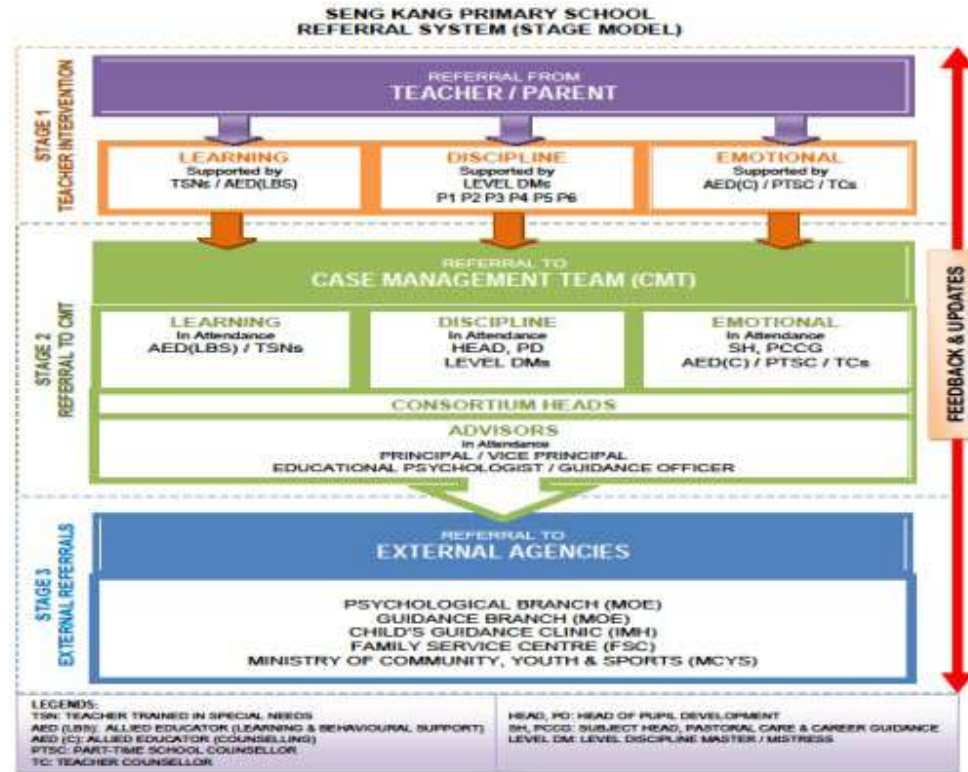 SENG KANG PRIMARY SCHOOL
REFERRAL SYSTEM (STAGE MODEL)
STAGE 1
TEACHER INTERVENTION
REFERRAL FROM
TEACHER / PARENT
LEARNING
Supported by
TSNs / AED(LBS)
DISCIPLINE
Supported by
LEVEL DMs
P1 P2 P3 P4 P5 P6
EMOTIONAL
Supported by
AED(C) / PTSC / TCs
STAGE 2
REFERRAL TO CMT
REFERRAL TO
CASE MANAGEMENT TEAM (CMT)
LEARNING
In Attendance
AED(LBS) / TSNs
DISCIPLINE
In Attendance
HEAD, PD
LEVEL DMs
EMOTIONAL
In Attendance
SH, PCCG
AED(C) / PTSC / TCs
CONSORTIUM HEADS
ADVISORS
In Attendance
PRINCIPAL / VICE PRINCIPAL
EDUCATIONAL PSYCHOLOGIST / GUIDANCE OFFICER
STAGE 3
EXTERNAL REFERRALS
REFERRAL TO
EXTERNAL AGENCIES
PSYCHOLOGICAL BRANCH (MOE)
GUIDANCE BRANCH (MOE)
CHILD'S GUIDANCE CLINIC (IMH)
FAMILY SERVICE CENTRE (FSC)
MINISTRY OF COMMUNITY, YOUTH & SPORTS (MCYS)
FEEDBACK & UPDATES
LEGENDS:
TSN: TEACHER TRAINED IN SPECIAL NEEDS
AED (LBS): ALLIED EDUCATOR (LEARNING & BEHAVIOURAL SUPPORT)
AED (C): ALLIED EDUCATOR (COUNSELLING)
PTSC: PART-TIME SCHOOL COUNSELLOR
TC: TEACHER COUNSELLOR
HEAD, PD: HEAD OF PUPIL DEVELOPMENT
SH, PCCG: SUBJECT HEAD, PASTORAL CARE & CAREER GUIDANCE
LEVEL DM: LEVEL DISCIPLINE MASTER / MISTRESS